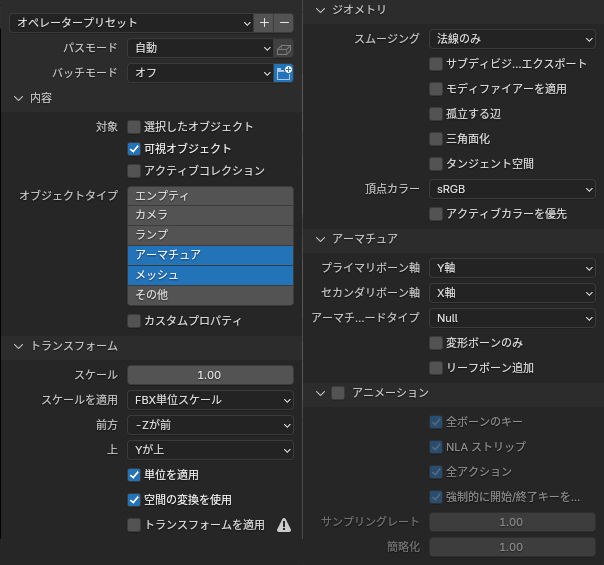 オペレータープリセット
パスモード 自動
バッチモード オフ
内容
対象 選択したオブジェクト
可視オブジェクト
アクティブコレクション
オブジェクトタイプ エンプティ
カメラ
ランプ
アーマチュア
メッシュ
その他
カスタムプロパティ
トランスフォーム
スケール 1.00
スケールを適用 FBX単位スケール
前方 -Zが前
上 Yが上
単位を適用
空間の変換を使用
トランスフォームを適用
ジオメトリ
スムージング 法線のみ
サブディビジ...エクスポート
モディファイアーを適用
孤立する辺
三角面化
タンジェント空間
頂点カラー sRGB
アクティブカラーを優先
アーマチュア
プライマリボーン軸 Y軸
セカンダリボーン軸 X軸
アーマチ...ードタイプ Null
変形ボーンのみ
リーフボーン追加
アニメーション
全ボーンのキー
NLA ストリップ
全アクション
強制的に開始/終了キーを...
サンプリングレート 1.00
簡略化 1.00